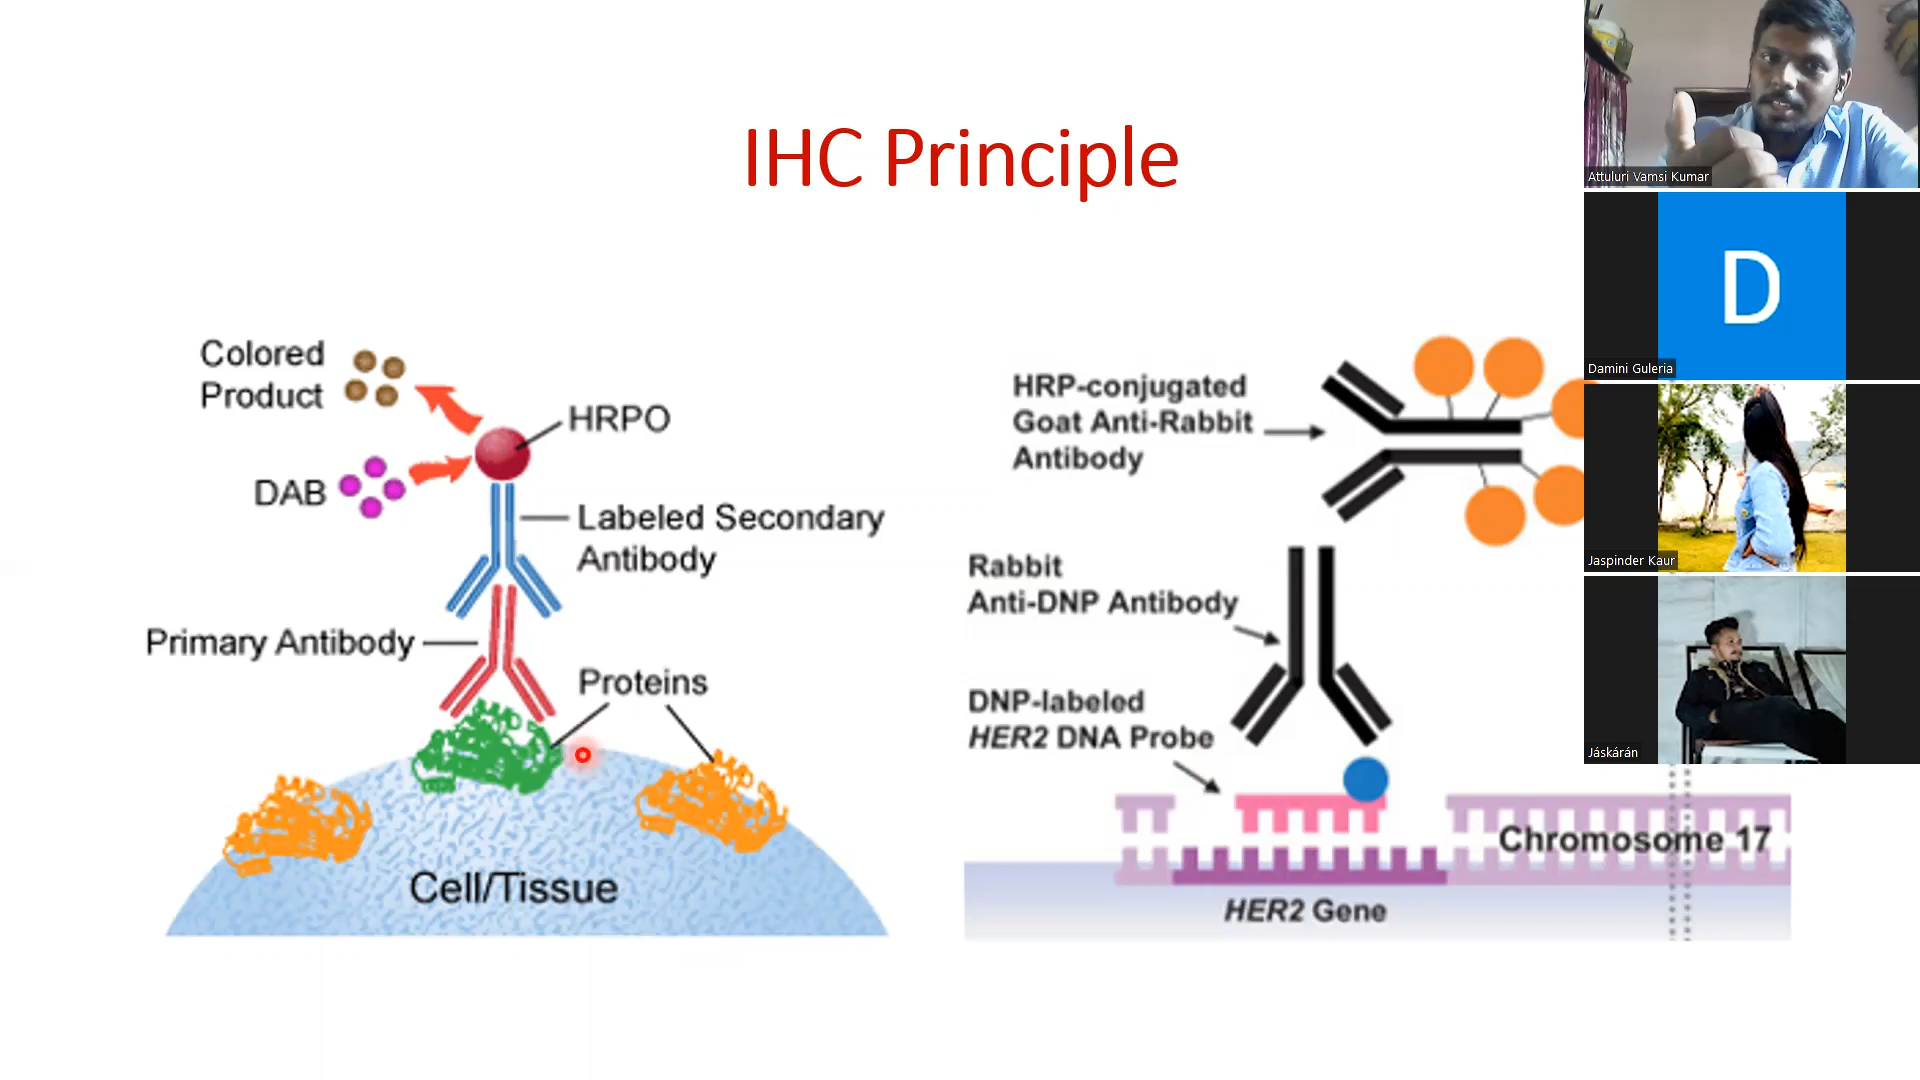 IHC Principle
Colored
Product
HRPO
DAB
Labeled Secondary
Antibody
Primary Antibody
Proteins
Cell/Tissue
HRP-conjugated
Goat Anti-Rabbit
Antibody
Rabbit
Anti-DNP Antibody
DNP-labeled
HER2 DNA Probe
Chromosome 17
HER2 Gene
Attuluri Vamsi Kumar
D
Damini Guleria
Jaspinder Kaur
Jáskárán